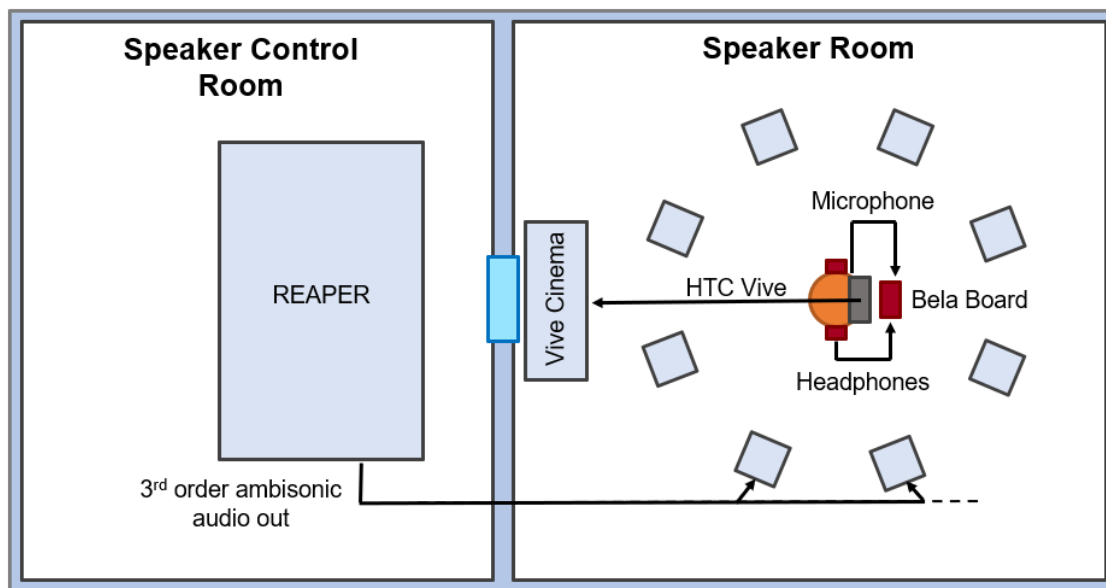 Speaker Control
Room
REAPER
3rd order ambisonic
audio out
Speaker Room
Vive Cinema
HTC Vive
Microphone
Bela Board
Headphones